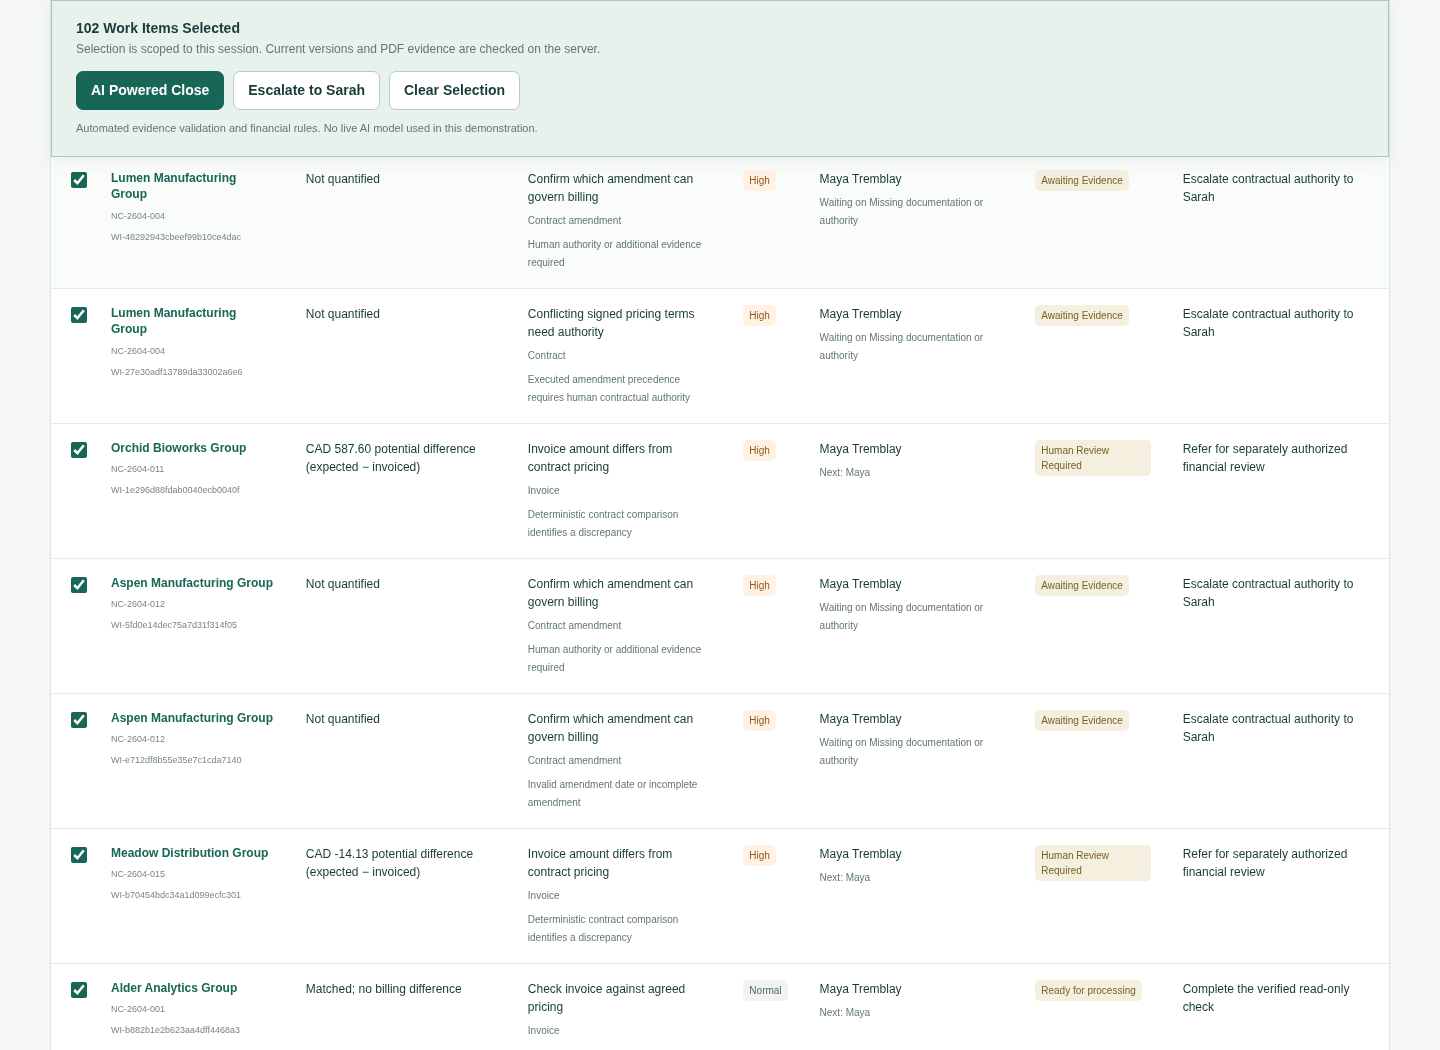 102 Work Items Selected
Selection is scoped to this session. Current versions and PDF evidence are checked on the server.
AI Powered Close
Escalate to Sarah
Clear Selection
Automated evidence validation and financial rules. No live AI model used in this demonstration.
Lumen Manufacturing
Group
NC-2604-004
WI-48292943cbeef99b10ce4dac
Not quantified
Confirm which amendment can
govern billing
Contract amendment
Human authority or additional evidence
required
High
Maya Tremblay
Waiting on Missing documentation or
authority
Awaiting Evidence
Escalate contractual authority to
Sarah
Lumen Manufacturing
Group
NC-2604-004
WI-27e30adf13789da33002a6e6
Not quantified
Conflicting signed pricing terms
need authority
Contract
Executed amendment precedence
requires human contractual authority
High
Maya Tremblay
Waiting on Missing documentation or
authority
Awaiting Evidence
Escalate contractual authority to
Sarah
Orchid Bioworks Group
NC-2604-011
WI-1e296d88fdab0040ecb0040f
CAD 587.60 potential difference
(expected − invoiced)
Invoice amount differs from
contract pricing
Invoice
Deterministic contract comparison
identifies a discrepancy
High
Maya Tremblay
Next: Maya
Human Review
Required
Refer for separately authorized
financial review
Aspen Manufacturing Group
NC-2604-012
WI-5fd0e14dec75a7d31f314f05
Not quantified
Confirm which amendment can
govern billing
Contract amendment
Human authority or additional evidence
required
High
Maya Tremblay
Waiting on Missing documentation or
authority
Awaiting Evidence
Escalate contractual authority to
Sarah
Aspen Manufacturing Group
NC-2604-012
WI-e712df8b55e35e7c1cda7140
Not quantified
Confirm which amendment can
govern billing
Contract amendment
Invalid amendment date or incomplete
amendment
High
Maya Tremblay
Waiting on Missing documentation or
authority
Awaiting Evidence
Escalate contractual authority to
Sarah
Meadow Distribution Group
NC-2604-015
WI-b70454bdc34a1d099ecfc301
CAD -14.13 potential difference
(expected − invoiced)
Invoice amount differs from
contract pricing
Invoice
Deterministic contract comparison
identifies a discrepancy
High
Maya Tremblay
Next: Maya
Human Review
Required
Refer for separately authorized
financial review
Alder Analytics Group
NC-2604-001
WI-b882b1e2b623aa4dff4468a3
Matched; no billing difference
Check invoice against agreed
pricing
Invoice
Normal
Maya Tremblay
Next: Maya
Ready for processing
Complete the verified read-only
check